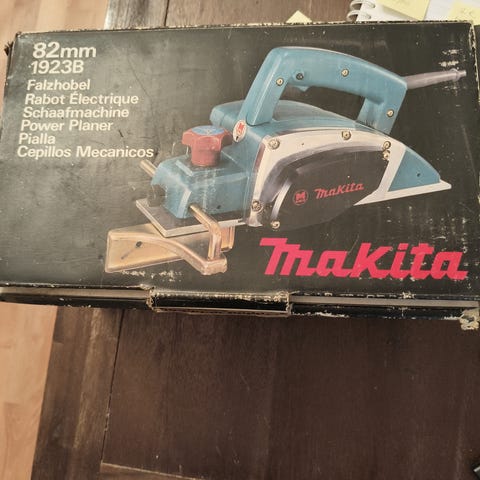 82mm
1923B
Falzhobel
Rabot Électrique
Schaafmachine
Power Planer
Pialla
Cepillos Mecanicos
makita
makita